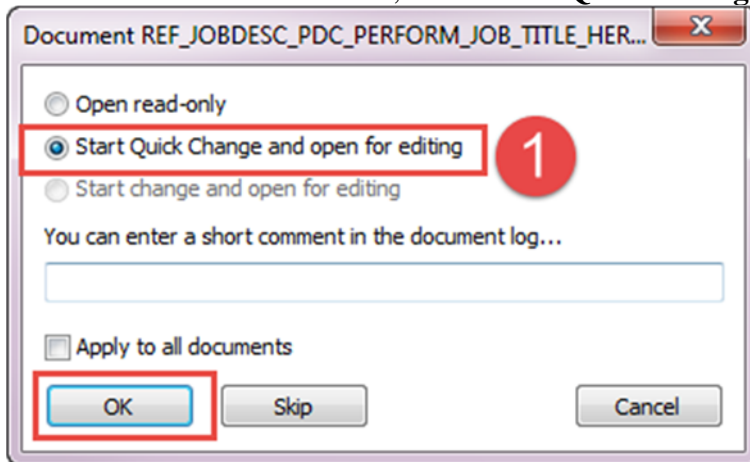 Document REF_JOBDESC_PDC_PERFORM_JOB_TITLE_HER...
Open read-only
Start Quick Change and open for editing
1
Start change and open for editing
You can enter a short comment in the document log...
Apply to all documents
OK Skip Cancel